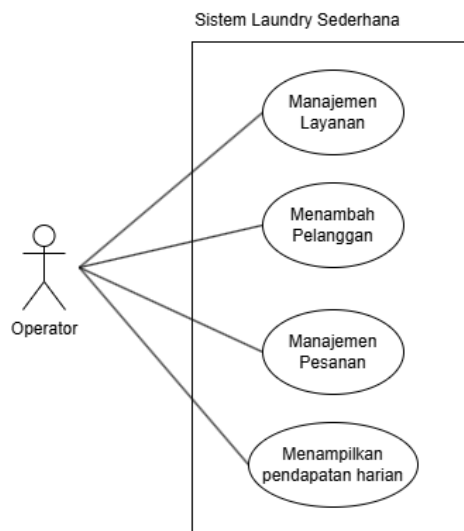 Sistem Laundry Sederhana
Manajemen
Layanan
Menambah
Pelanggan
Operator
Manajemen
Pesanan
Menampilkan
pendapatan harian